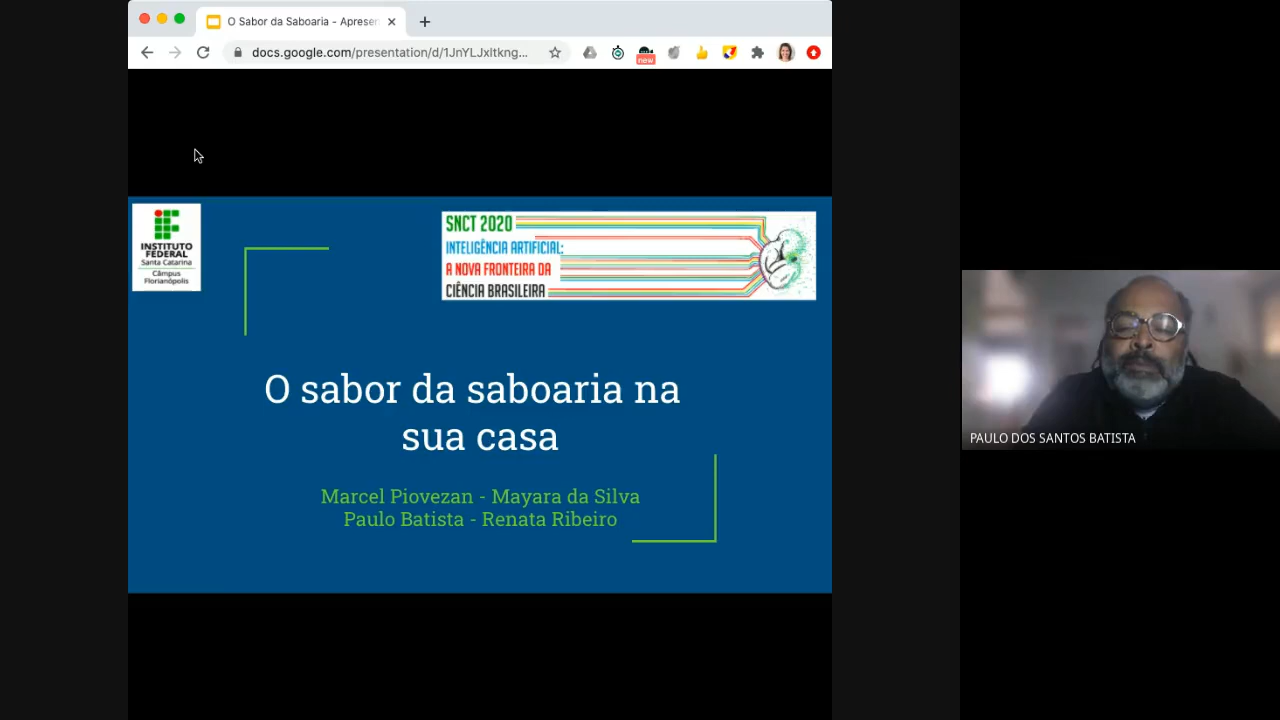 O Sabor da Saboaria - Apresen
docs.google.com/presentation/d/1JnYLJxltkng...
new
INSTITUTO
FEDERAL
Santa Catarina
Câmpus
Florianópolis
SNCT 2020
INTELIGÊNCIA ARTIFICIAL:
A NOVA FRONTEIRA DA
CIÊNCIA BRASILEIRA
O sabor da saboaria na
sua casa
Marcel Piovezan - Mayara da Silva
Paulo Batista - Renata Ribeiro
PAULO DOS SANTOS BATISTA